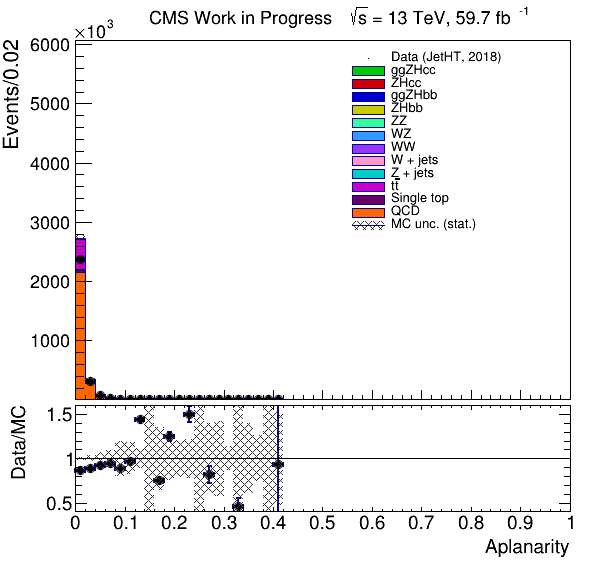 CMS Work in Progress √s = 13 TeV, 59.7 fb⁻¹
×10³
Events/0.02
6000
5000
4000
3000
2000
1000
Data (JetHT, 2018)
ggZHcc
ZHcc
ggZHbb
ZHbb
ZZ
WZ
WW
W + jets
Z + jets
tt̅
Single top
QCD
MC unc. (stat.)
Data/MC
1.5
1
0.5
0 0.1 0.2 0.3 0.4 0.5 0.6 0.7 0.8 0.9 1
Aplanarity